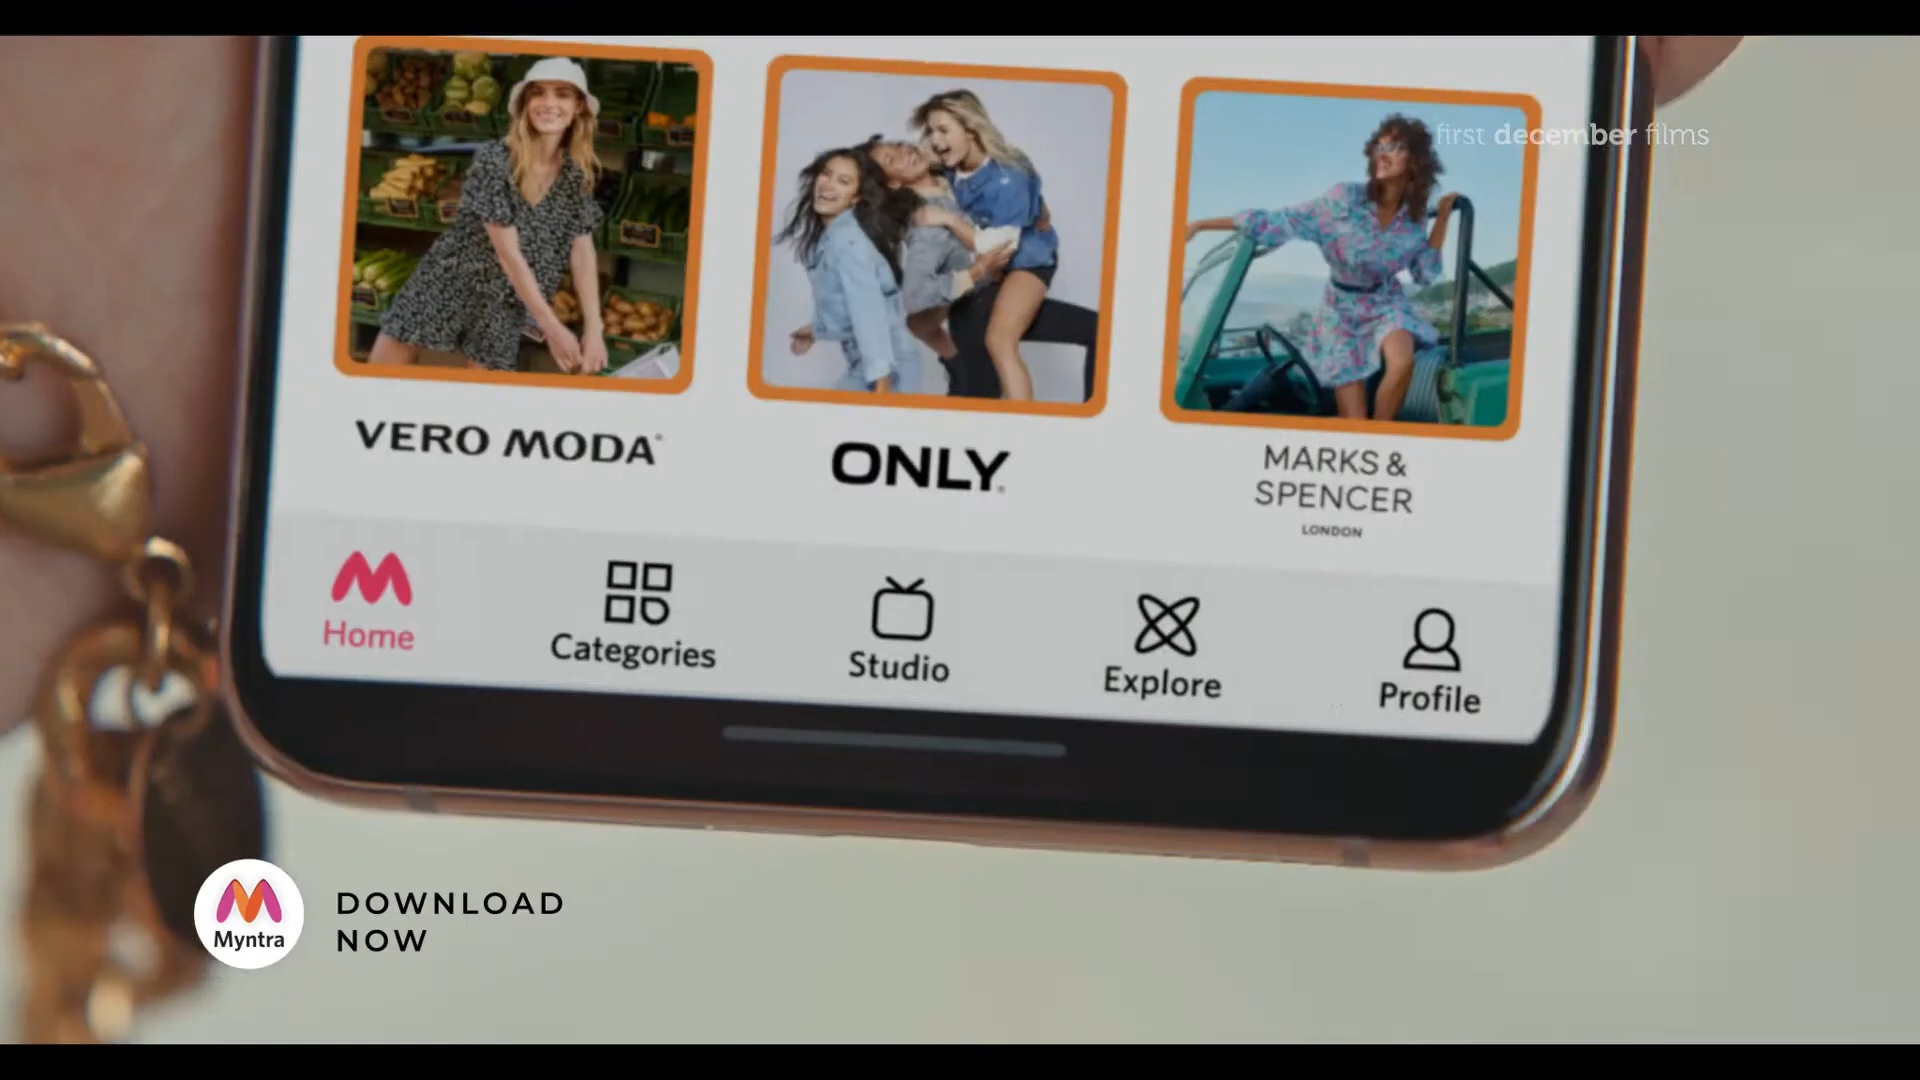 first december films
VERO MODA
ONLY
MARKS &
SPENCER
LONDON
Home
Categories
Studio
Explore
Profile
Myntra
DOWNLOAD
NOW